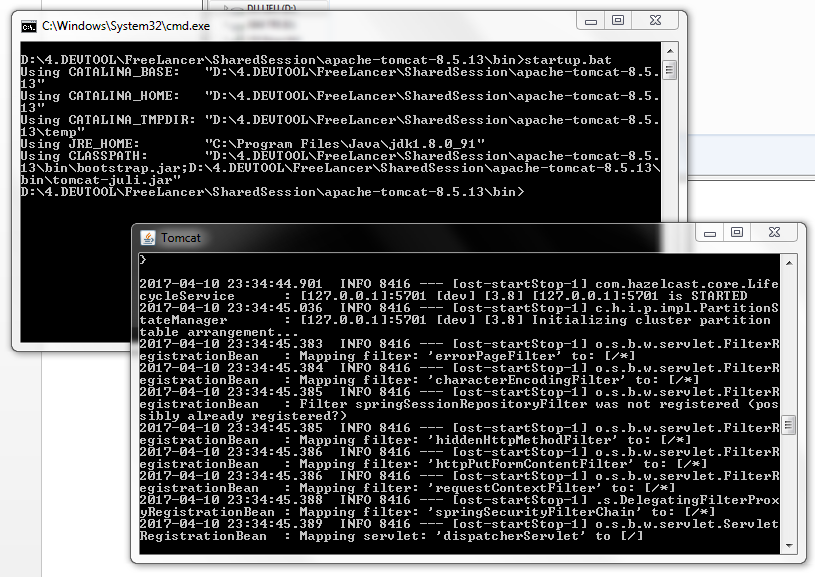 DU LIEU (D:)
C:\Windows\System32\cmd.exe
D:\4.DEVTOOL\FreeLancer\SharedSession\apache-tomcat-8.5.13\bin>startup.bat
Using CATALINA_BASE:   "D:\4.DEVTOOL\FreeLancer\SharedSession\apache-tomcat-8.5.
13"
Using CATALINA_HOME:   "D:\4.DEVTOOL\FreeLancer\SharedSession\apache-tomcat-8.5.
13"
Using CATALINA_TMPDIR: "D:\4.DEVTOOL\FreeLancer\SharedSession\apache-tomcat-8.5.
13\temp"
Using JRE_HOME:        "C:\Program Files\Java\jdk1.8.0_91"
Using CLASSPATH:       "D:\4.DEVTOOL\FreeLancer\SharedSession\apache-tomcat-8.5.
13\bin\bootstrap.jar;D:\4.DEVTOOL\FreeLancer\SharedSession\apache-tomcat-8.5.13\
bin\tomcat-juli.jar"
D:\4.DEVTOOL\FreeLancer\SharedSession\apache-tomcat-8.5.13\bin>
Tomcat
}
2017-04-10 23:34:44.901  INFO 8416 --- [ost-startStop-1] com.hazelcast.core.Life
cycleService      : [127.0.0.1]:5701 [dev] [3.8] [127.0.0.1]:5701 is STARTED
2017-04-10 23:34:45.036  INFO 8416 --- [ost-startStop-1] c.h.i.p.impl.PartitionS
tateManager       : [127.0.0.1]:5701 [dev] [3.8] Initializing cluster partition
table arrangement...
2017-04-10 23:34:45.383  INFO 8416 --- [ost-startStop-1] o.s.b.w.servlet.FilterR
egistrationBean   : Mapping filter: 'errorPageFilter' to: [/*]
2017-04-10 23:34:45.384  INFO 8416 --- [ost-startStop-1] o.s.b.w.servlet.FilterR
egistrationBean   : Mapping filter: 'characterEncodingFilter' to: [/*]
2017-04-10 23:34:45.385  INFO 8416 --- [ost-startStop-1] o.s.b.w.servlet.FilterR
egistrationBean   : Filter springSessionRepositoryFilter was not registered (pos
sibly already registered?)
2017-04-10 23:34:45.385  INFO 8416 --- [ost-startStop-1] o.s.b.w.servlet.FilterR
egistrationBean   : Mapping filter: 'hiddenHttpMethodFilter' to: [/*]
2017-04-10 23:34:45.386  INFO 8416 --- [ost-startStop-1] o.s.b.w.servlet.FilterR
egistrationBean   : Mapping filter: 'httpPutFormContentFilter' to: [/*]
2017-04-10 23:34:45.386  INFO 8416 --- [ost-startStop-1] o.s.b.w.servlet.FilterR
egistrationBean   : Mapping filter: 'requestContextFilter' to: [/*]
2017-04-10 23:34:45.388  INFO 8416 --- [ost-startStop-1] .s.DelegatingFilterProx
yRegistrationBean : Mapping filter: 'springSecurityFilterChain' to: [/*]
2017-04-10 23:34:45.389  INFO 8416 --- [ost-startStop-1] o.s.b.w.servlet.Servlet
RegistrationBean  : Mapping servlet: 'dispatcherServlet' to [/]